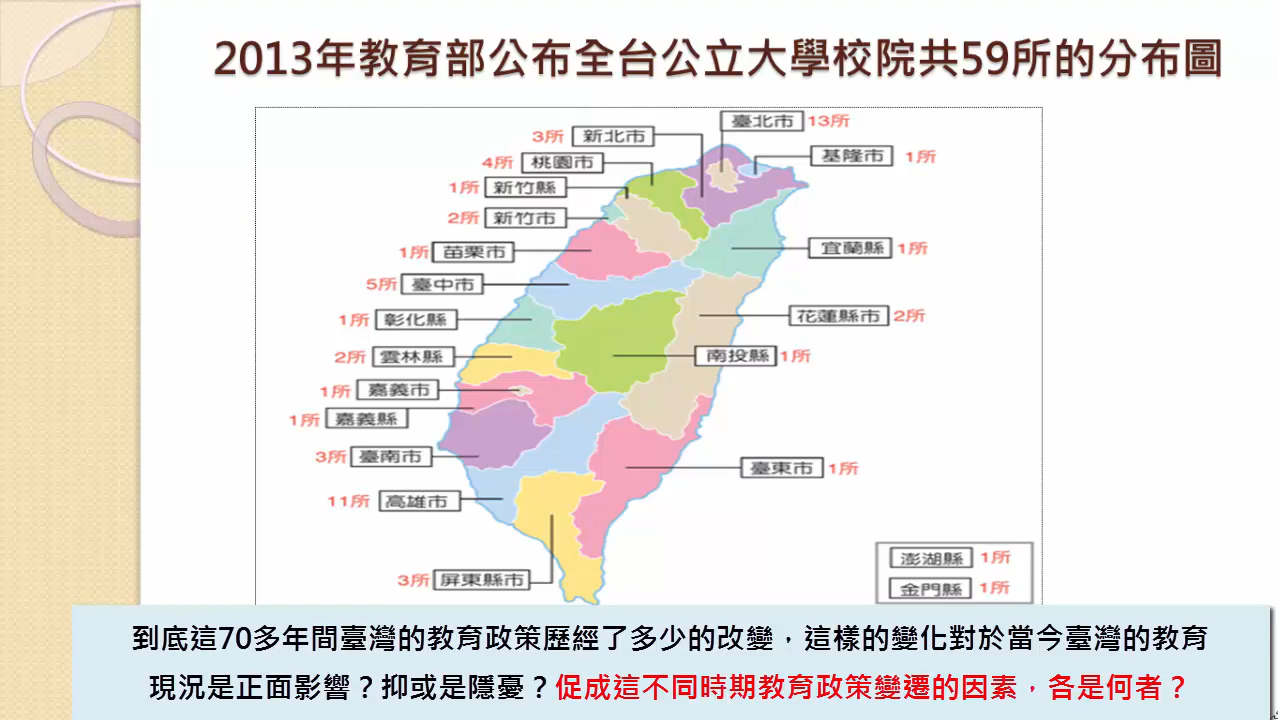 2013年教育部公布全台公立大學校院共59所的分布圖
臺北市 13所
3所 新北市
基隆市 1所
4所 桃園市
1所 新竹縣
2所 新竹市
1所 苗栗市
宜蘭縣 1所
5所 臺中市
1所 彰化縣
花蓮縣市 2所
2所 雲林縣
南投縣 1所
1所 嘉義市
1所 嘉義縣
3所 臺南市
臺東市 1所
11所 高雄市
3所 屏東縣市
澎湖縣 1所
金門縣 1所
到底這70多年間臺灣的教育政策歷經了多少的改變，這樣的變化對於當今臺灣的教育
現況是正面影響？抑或是隱憂？促成這不同時期教育政策變遷的因素，各是何者？